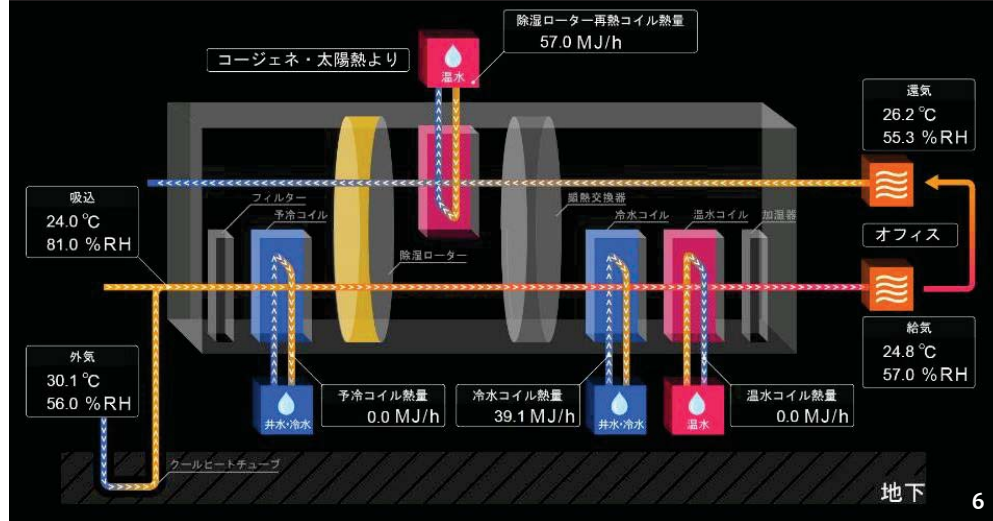 除湿ローター再熱コイル熱量
57.0 MJ/h
コージェネ・太陽熱より
温水
還気
26.2 ℃
55.3 %RH
吸込
24.0 ℃
81.0 %RH
フィルター
予冷コイル
除湿ローター
顕熱交換器
冷水コイル
温水コイル
加湿器
オフィス
外気
30.1 ℃
56.0 %RH
給気
24.8 ℃
57.0 %RH
予冷コイル熱量
0.0 MJ/h
冷水コイル熱量
39.1 MJ/h
温水コイル熱量
0.0 MJ/h
井水・冷水
井水・冷水
温水
クールヒートチューブ
地下
6